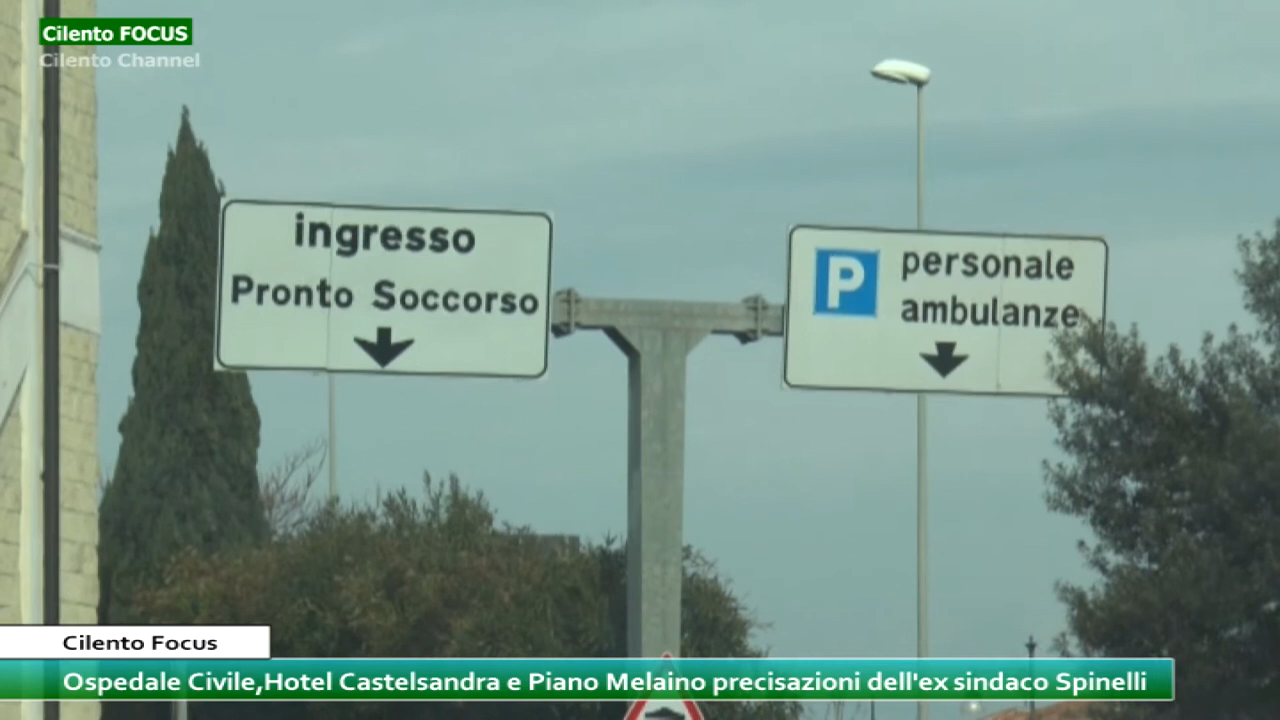 Cilento FOCUS
Cilento Channel
ingresso
Pronto Soccorso
P personale
ambulanze
Cilento Focus
Ospedale Civile,Hotel Castelsandra e Piano Melaino precisazioni dell'ex sindaco Spinelli